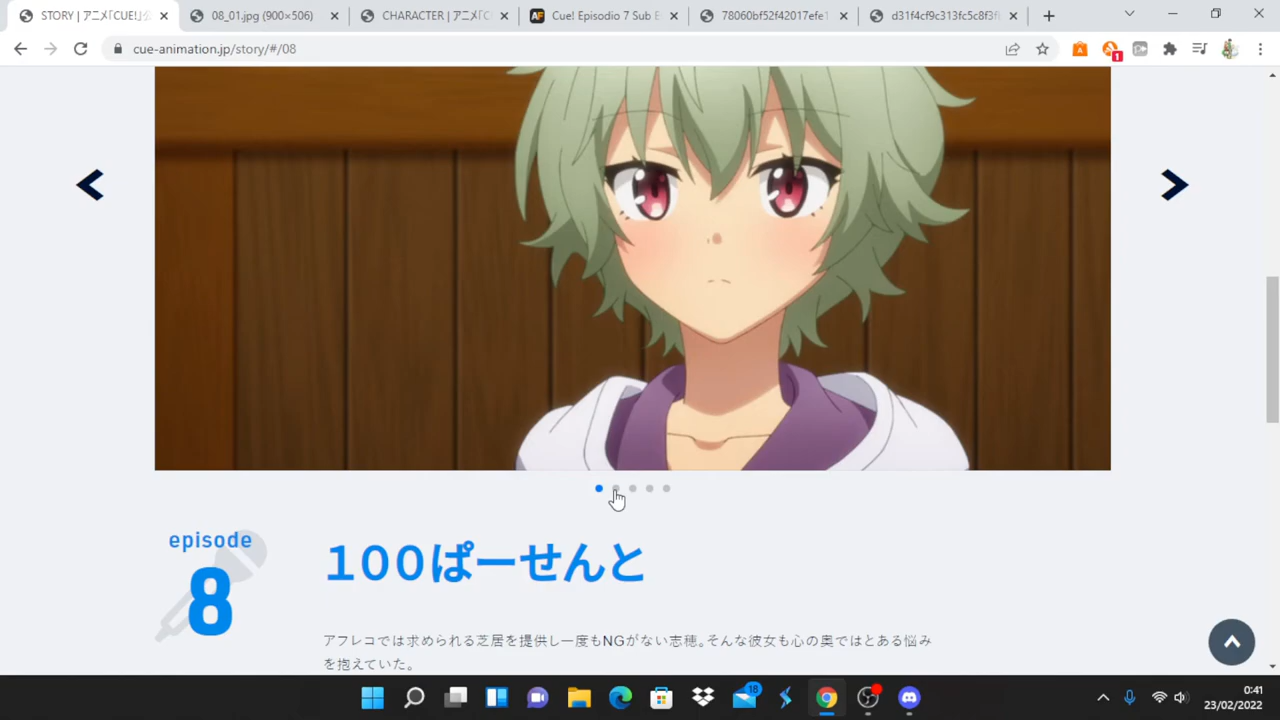 STORY | アニメ「CUE!」公
08_01.jpg (900×506)
CHARACTER | アニメ「C
Cue! Episodio 7 Sub E
78060bf52f42017efe1
d31f4cf9c313fc5c8f3f
cue-animation.jp/story/#/08
1
episode
8
100ぱーせんと
アフレコでは求められる芝居を提供し一度もNGがない志穂。そんな彼女も心の奥ではとある悩み
を抱えていた。
18
0:41
23/02/2022